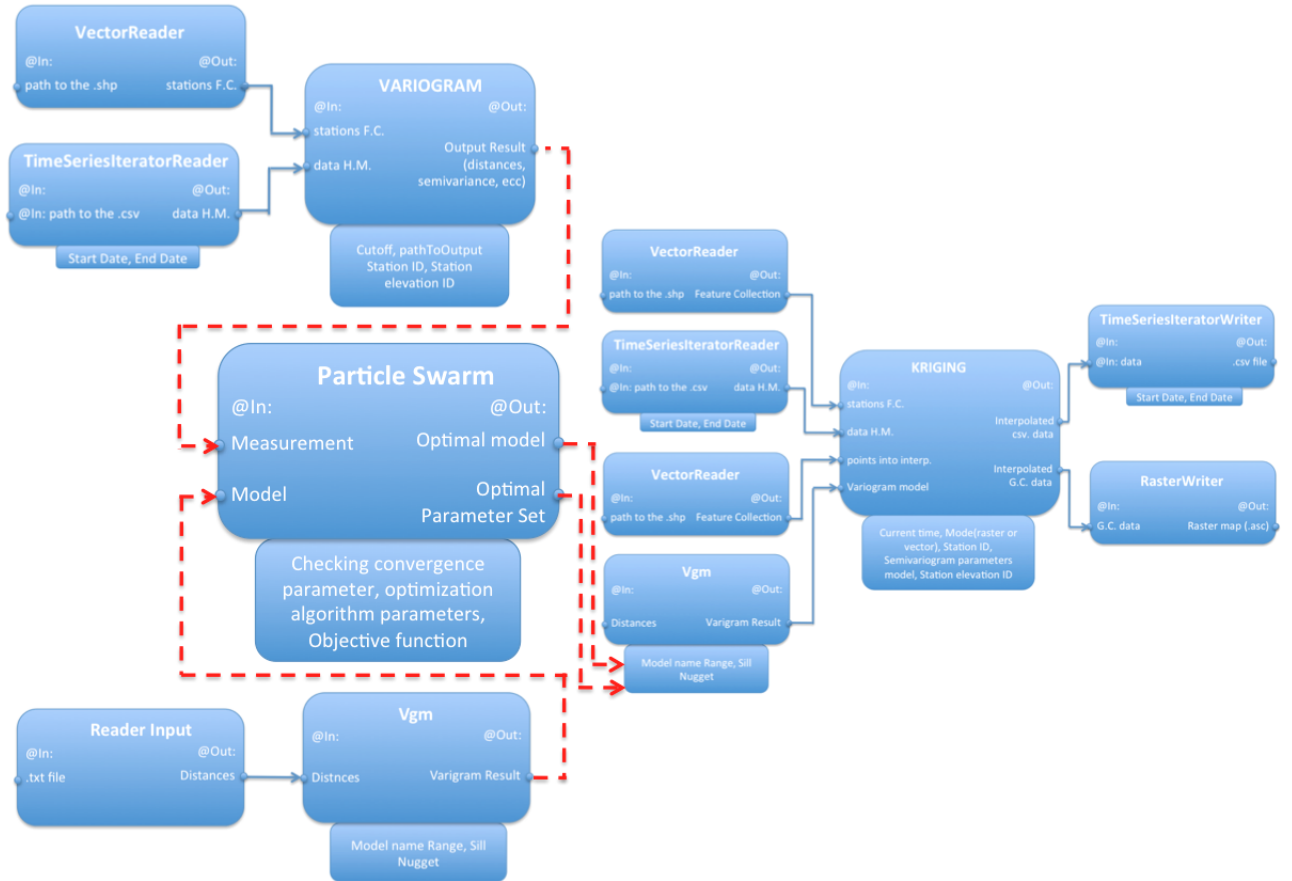 VectorReader
@In:
@Out:
path to the .shp
stations F.C.
TimeSeriesIteratorReader
@In:
@Out:
@In: path to the .csv
data H.M.
Start Date, End Date
VARIOGRAM
@In:
@Out:
stations F.C.
data H.M.
Output Result
(distances,
semivariance, ecc)
Cutoff, pathToOutput
Station ID, Station
elevation ID
Particle Swarm
@In:
@Out:
Measurement
Optimal model
Model
Optimal
Parameter Set
Checking convergence
parameter, optimization
algorithm parameters,
Objective function
Reader Input
@In:
@Out:
.txt file
Distances
Vgm
@In:
@Out:
Distnces
Varigram Result
Model name Range, Sill
Nugget
VectorReader
@In:
@Out:
path to the .shp
Feature Collection
TimeSeriesIteratorReader
@In:
@Out:
@In: path to the .csv
data H.M.
Start Date, End Date
VectorReader
@In:
@Out:
path to the .shp
Feature Collection
Vgm
@In:
@Out:
Distances
Varigram Result
Model name Range, Sill
Nugget
KRIGING
@In:
@Out:
stations F.C.
data H.M.
points into interp.
Variogram model
Interpolated
csv. data
Interpolated
G.C. data
Current time, Mode(raster or
vector), Station ID,
Semivariogram parameters
model, Station elevation ID
TimeSeriesIteratorWriter
@In:
@Out:
@In: data
.csv file
Start Date, End Date
RasterWriter
@In:
@Out:
G.C. data
Raster map (.asc)